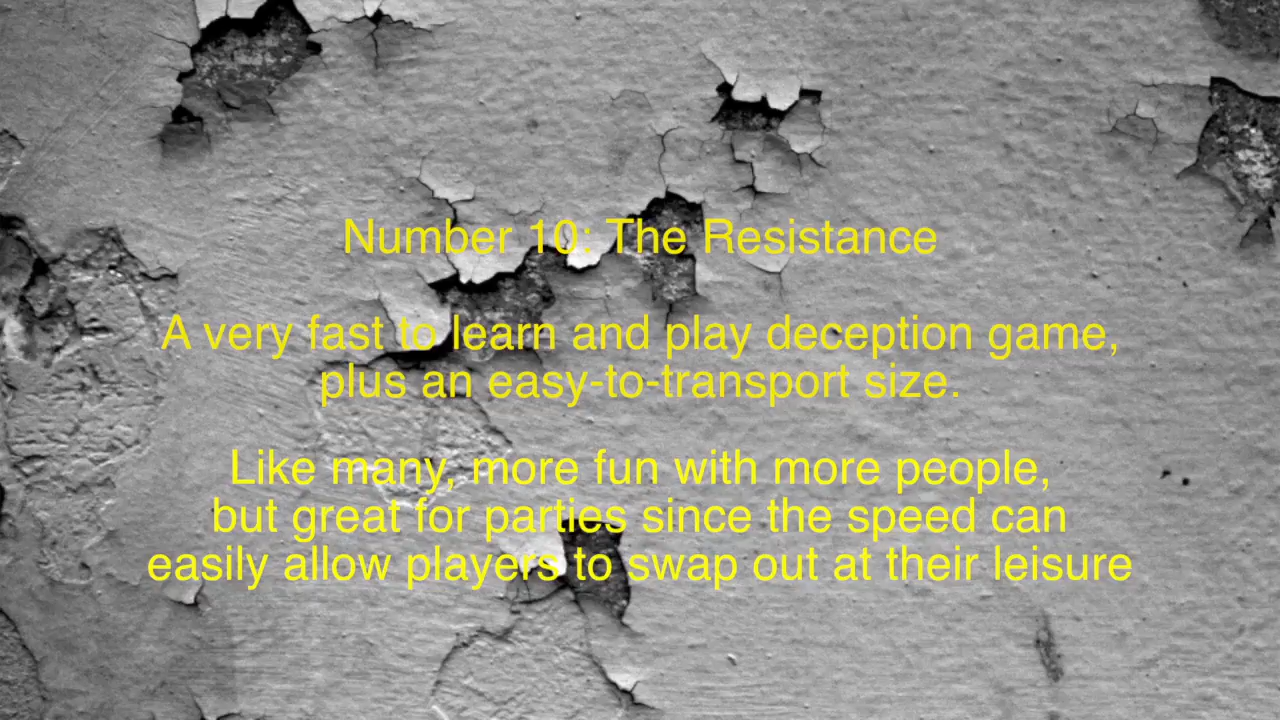 Number 10: The Resistance
A very fast to learn and play deception game,
plus an easy-to-transport size.
Like many, more fun with more people,
but great for parties since the speed can
easily allow players to swap out at their leisure